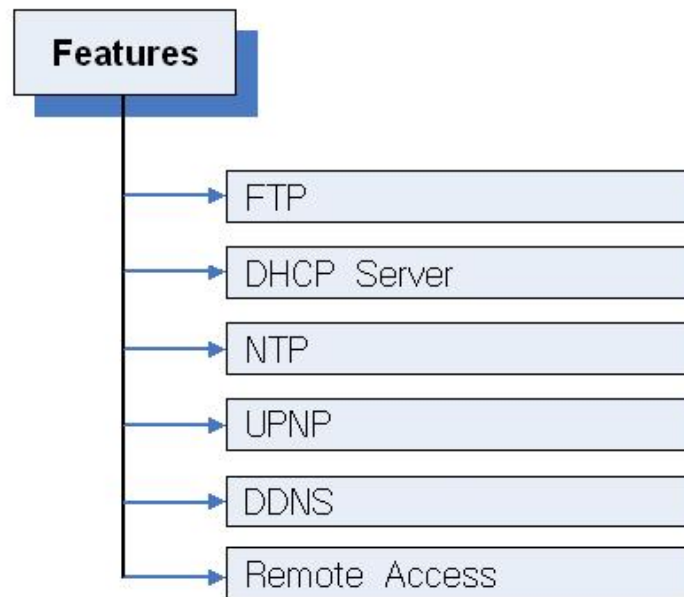 Features
FTP
DHCP Server
NTP
UPNP
DDNS
Remote Access